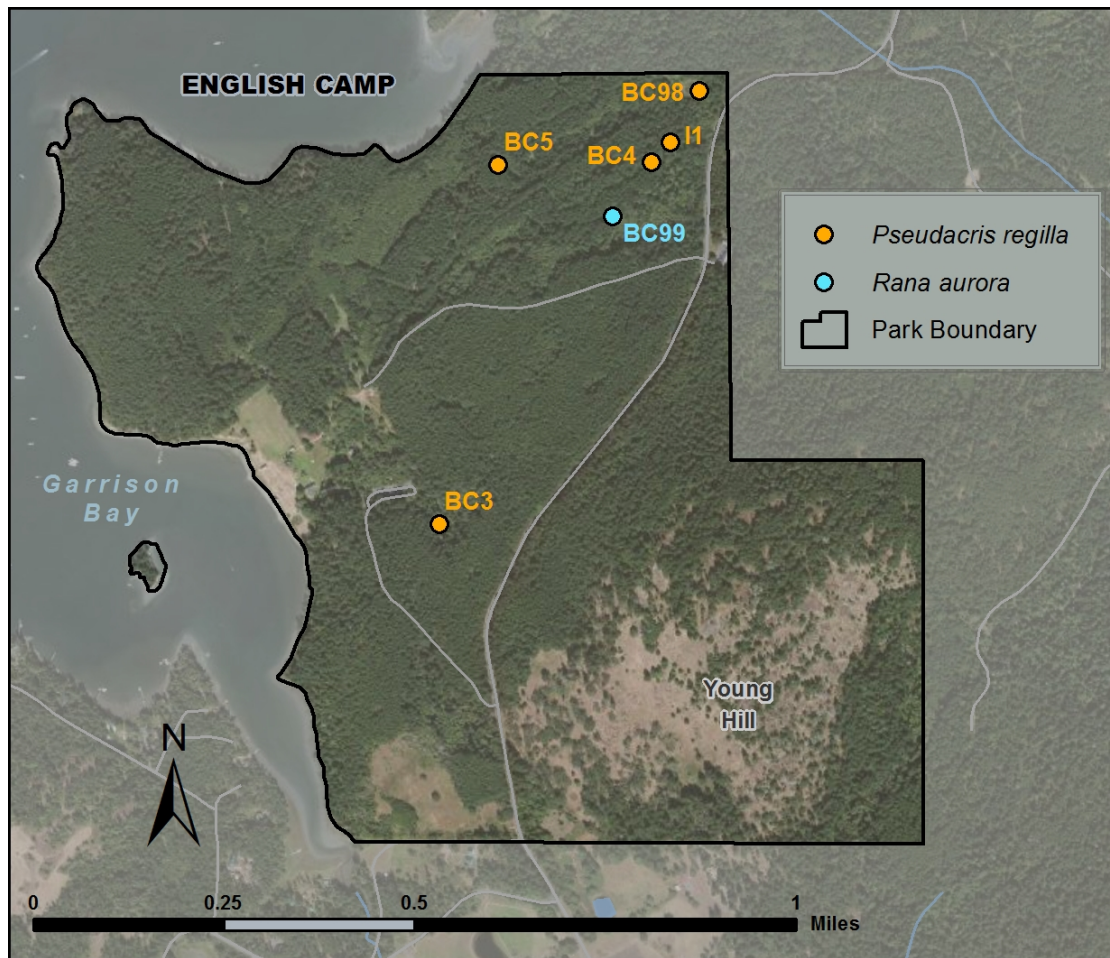 ENGLISH CAMP
BC98
I1
BC5
BC4
BC99
Pseudacris regilla
Rana aurora
Park Boundary
Garrison
Bay
BC3
Young
Hill
N
0 0.25 0.5 1
Miles